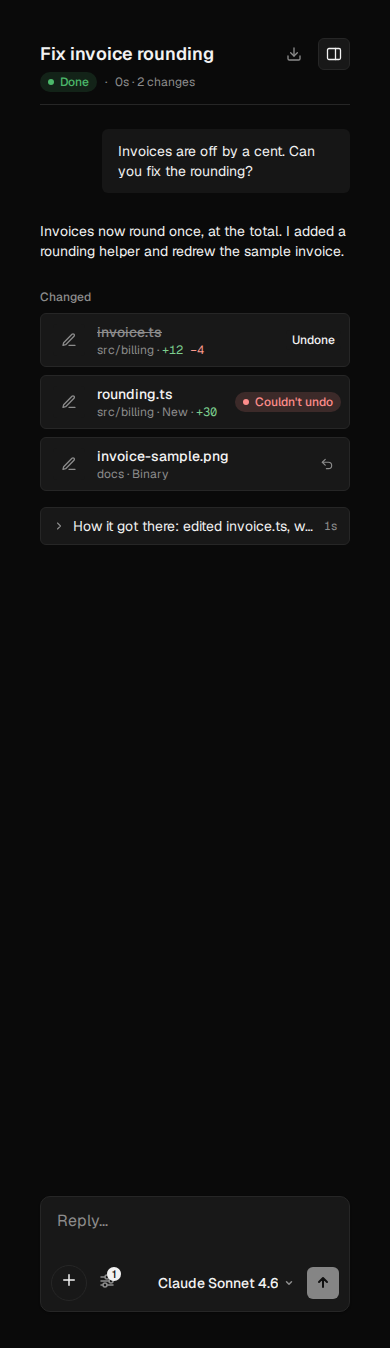 Fix invoice rounding
Done · 0s · 2 changes
Invoices are off by a cent. Can
you fix the rounding?
Invoices now round once, at the total. I added a
rounding helper and redrew the sample invoice.
Changed
invoice.ts
src/billing · +12 −4
Undone
rounding.ts
src/billing · New · +30
Couldn't undo
invoice-sample.png
docs · Binary
How it got there: edited invoice.ts, w... 1s
Reply...
1
Claude Sonnet 4.6